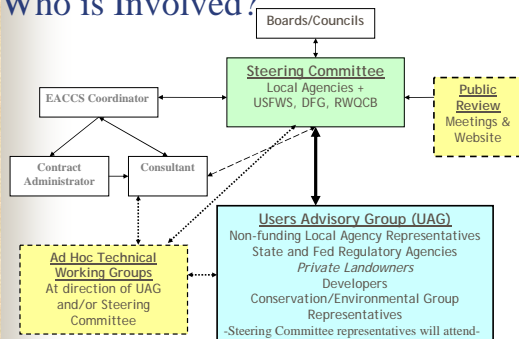 Who is Involved?
Boards/Councils
Steering Committee
Local Agencies +
USFWS, DFG, RWQCB
Public
Review
Meetings &
Website
EACCS Coordinator
Contract
Administrator
Consultant
Users Advisory Group (UAG)
Non-funding Local Agency Representatives
State and Fed Regulatory Agencies
Private Landowners
Developers
Conservation/Environmental Group
Representatives
-Steering Committee representatives will attend-
Ad Hoc Technical
Working Groups
At direction of UAG
and/or Steering
Committee